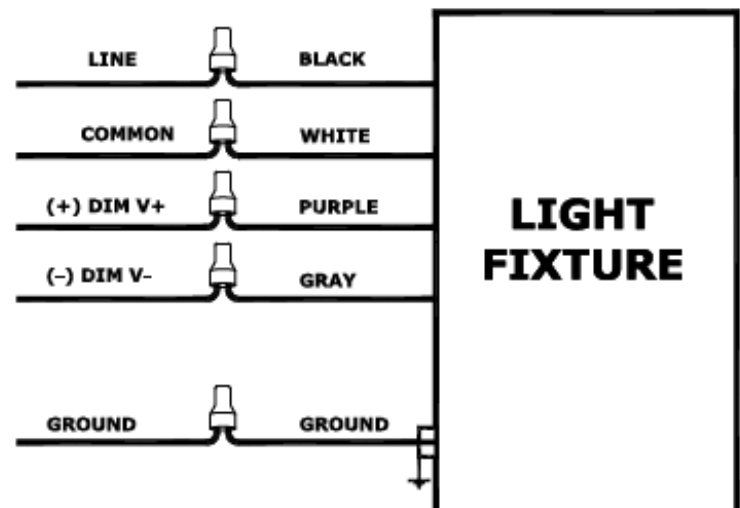 LINE BLACK
COMMON WHITE
(+) DIM V+ PURPLE
(–) DIM V– GRAY
GROUND GROUND
LIGHT
FIXTURE